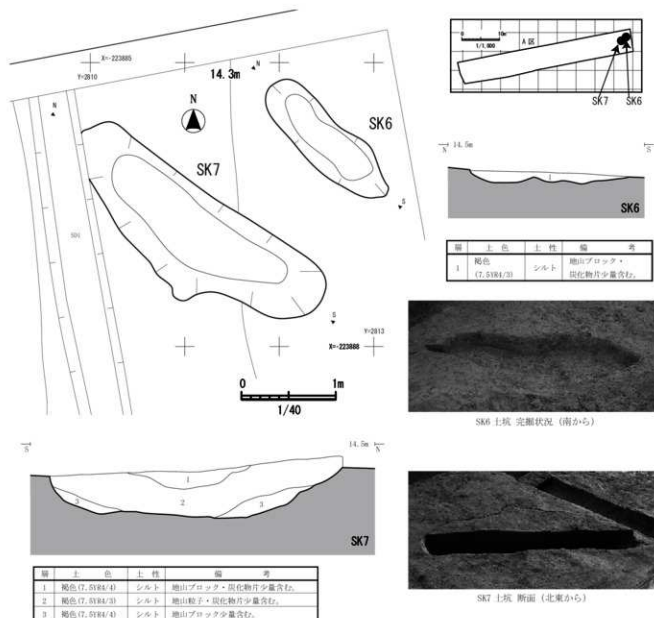 X=-223885
Y=2810
14.3m
N
S
N
N
S
SK6
SK7
X=-223888
Y=2813
0 1m
1/40
0 10m
1/1,000
A区
SK7 SK6
14.5m
N S
1
SK6
層 土色 土性 備考
1 褐色(7.5YR4/3) シルト 地山ブロック・
炭化物片少量含む。
SK6 土坑 完掘状況（南から）
14.5m
S N
1
2
3 3
SK7
層 土色 土性 備考
1 褐色(7.5YR4/4) シルト 地山ブロック・炭化物片少量含む。
2 褐色(7.5YR4/3) シルト 地山粒子・炭化物片少量含む。
3 褐色(7.5YR4/4) シルト 地山ブロック少量含む。
SK7 土坑 断面（北東から）